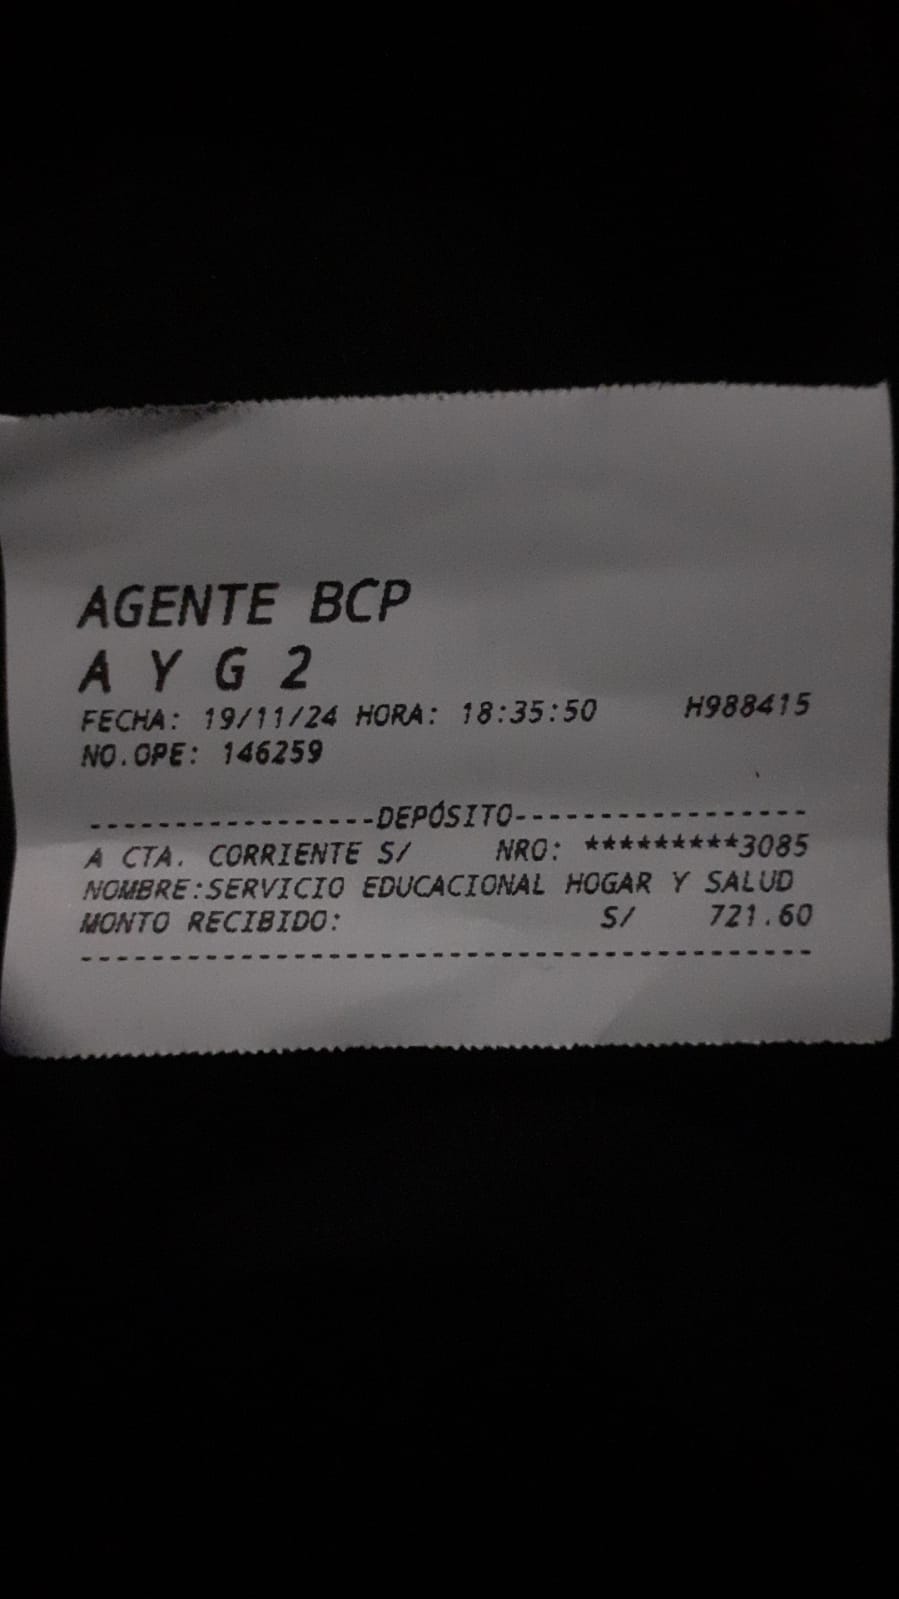 AGENTE BCP
A Y G 2
FECHA: 19/11/24 HORA: 18:35:50 H988415
NO.OPE: 146259
-----------------DEPÓSITO-----------------
A CTA. CORRIENTE S/ NRO: *********3085
NOMBRE:SERVICIO EDUCACIONAL HOGAR Y SALUD
MONTO RECIBIDO: S/ 721.60
------------------------------------------